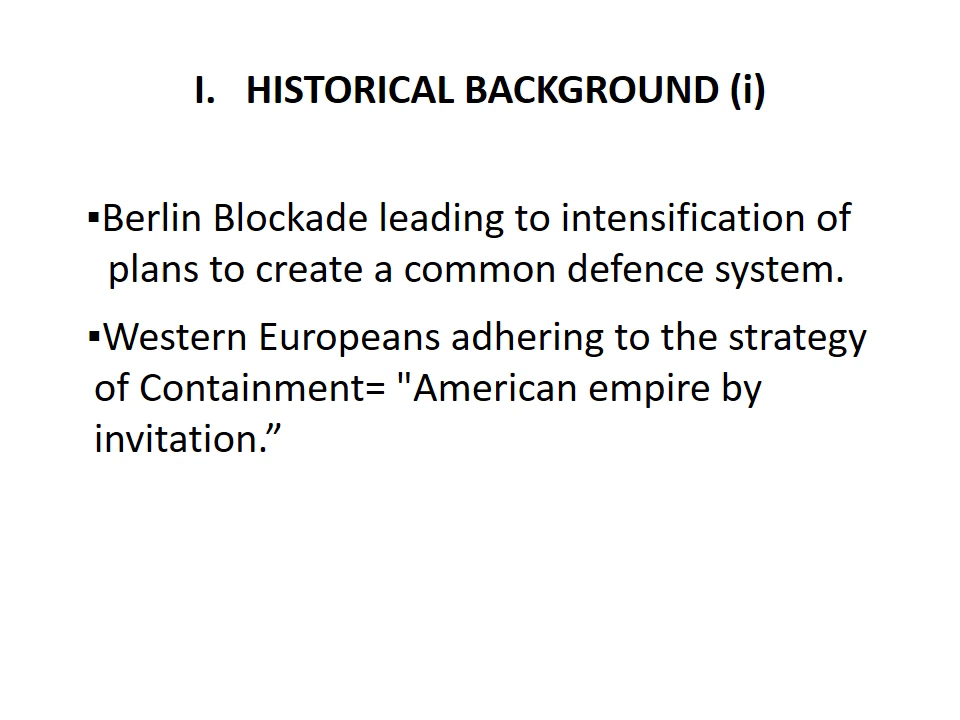 I. HISTORICAL BACKGROUND (i)
▪Berlin Blockade leading to intensification of
plans to create a common defence system.
▪Western Europeans adhering to the strategy
of Containment= "American empire by
invitation.”